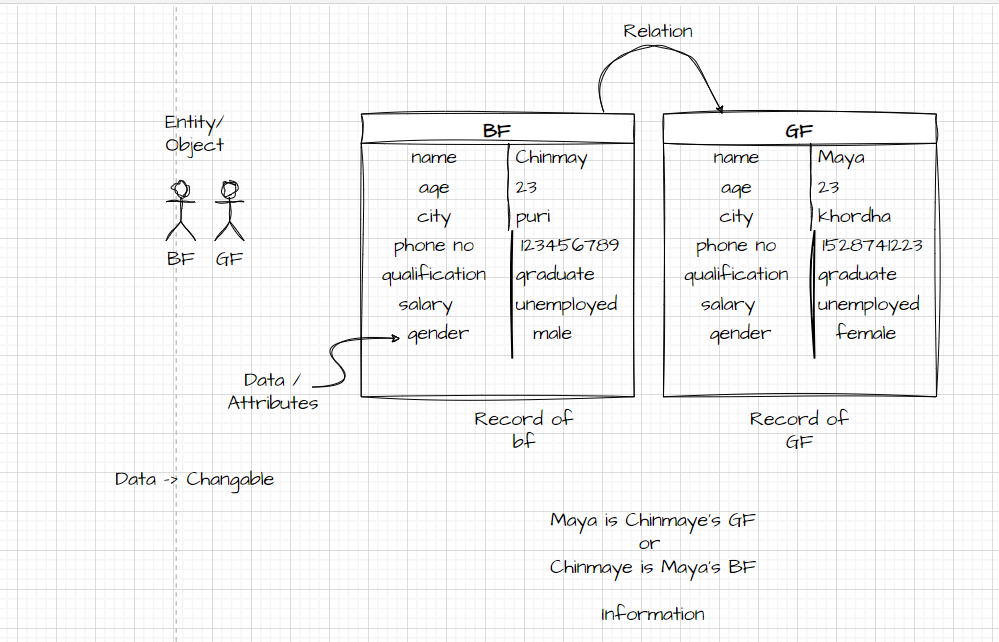 Relation
Entity/
Object
BF GF
BF
name Chinmay
age 23
city puri
phone no 123456789
qualification graduate
salary unemployed
gender male
GF
name Maya
age 23
city khordha
phone no 1528741223
qualification graduate
salary unemployed
gender female
Data /
Attributes
Record of
bf
Record of
GF
Data -> Changable
Maya is Chinmaye's GF
or
Chinmaye is Maya's BF
Information